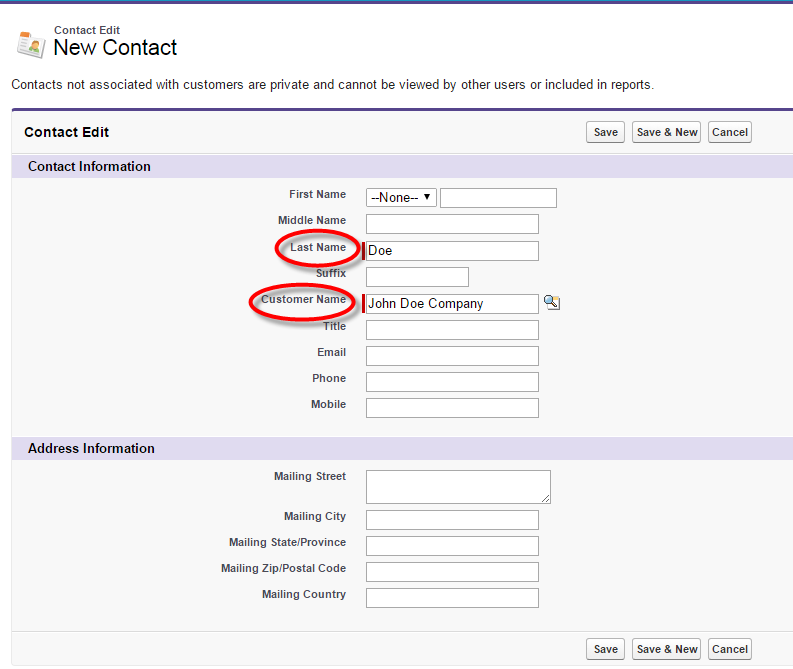 Contact Edit
New Contact
Contacts not associated with customers are private and cannot be viewed by other users or included in reports.
Contact Edit Save Save & New Cancel
Contact Information
First Name --None--
Middle Name
Last Name Doe
Suffix
Customer Name John Doe Company
Title
Email
Phone
Mobile
Address Information
Mailing Street
Mailing City
Mailing State/Province
Mailing Zip/Postal Code
Mailing Country
Save Save & New Cancel